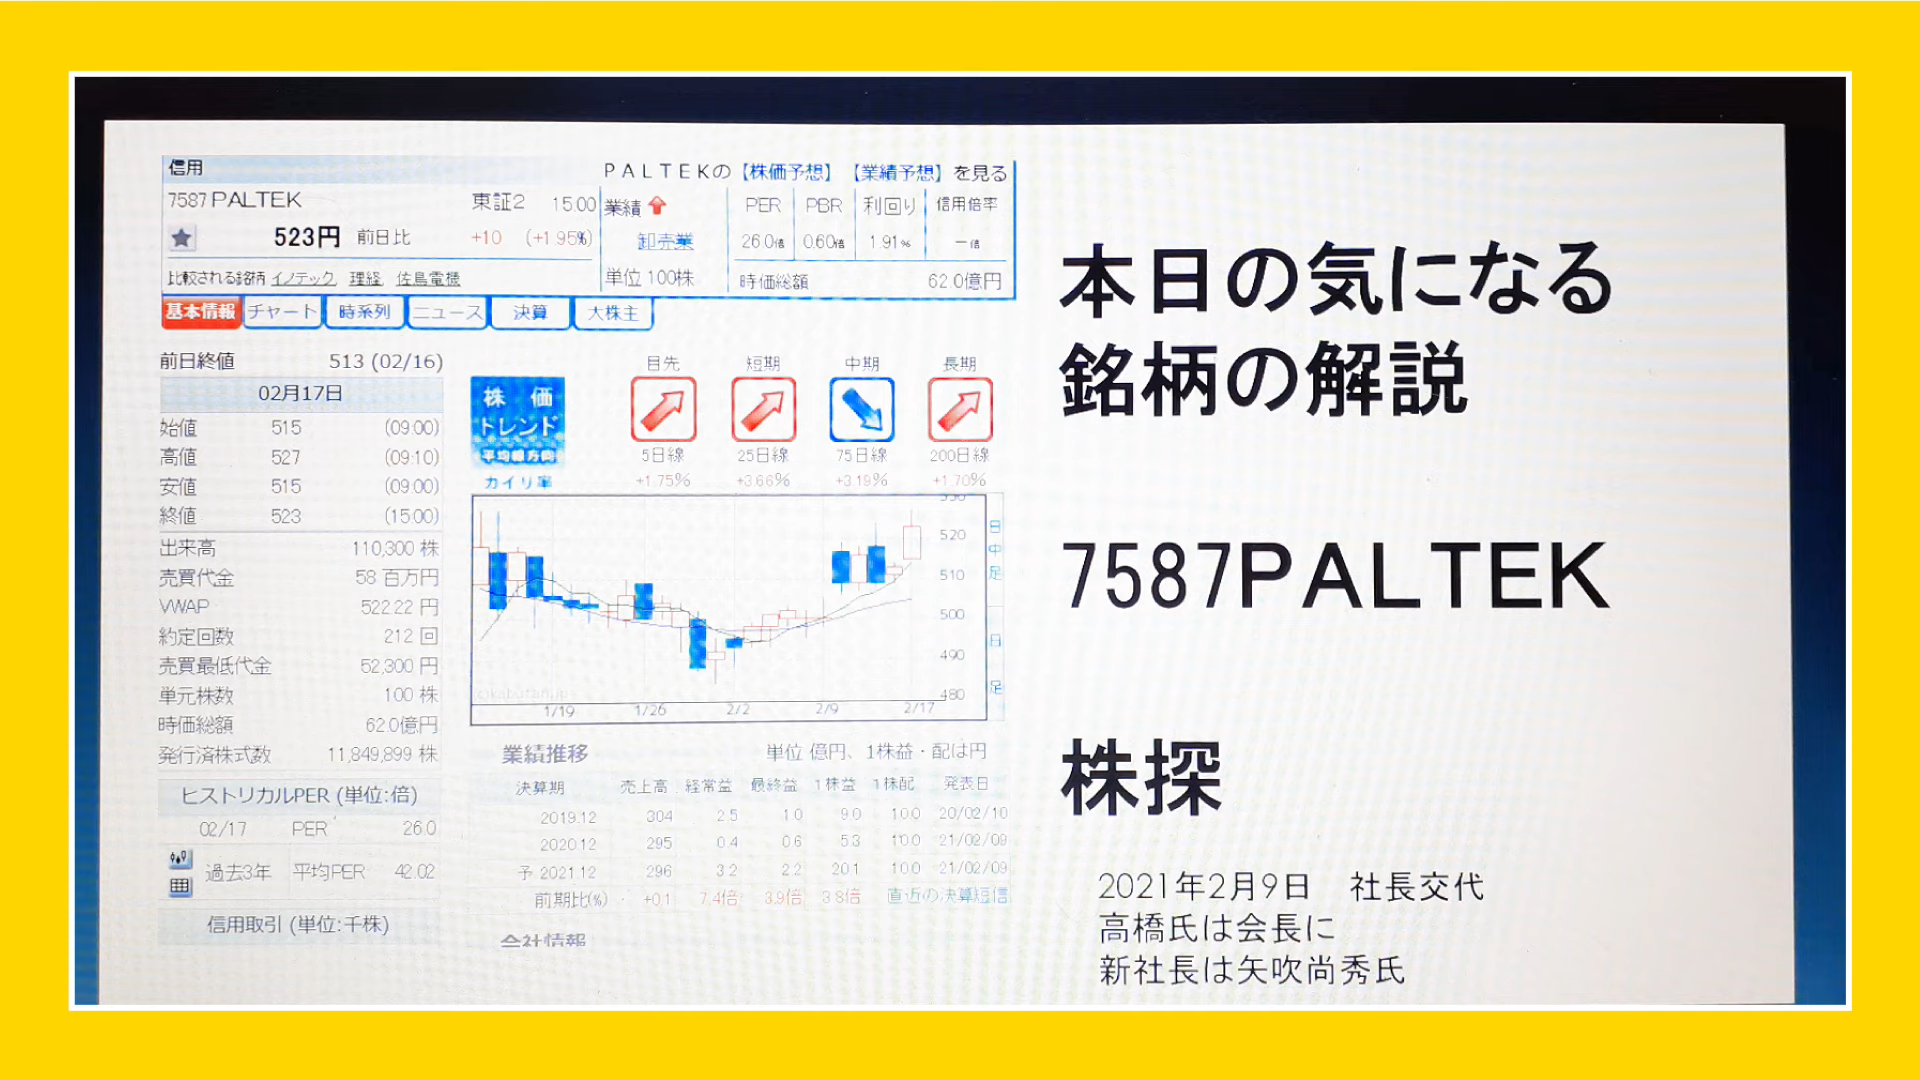 信用
7587 PALTEK 東証2 15:00
523円 前日比 +10 (+1.95%)
比較される銘柄 イノテック, 理経, 佐鳥電機
PALTEKの【株価予想】【業績予想】を見る
業績
卸売業
単位 100株
PER PBR 利回り 信用倍率
26.0倍 0.60倍 1.91% ー倍
時価総額 62.0億円
基本情報 チャート 時系列 ニュース 決算 大株主
前日終値 513 (02/16)
02月17日
始値 515 (09:00)
高値 527 (09:10)
安値 515 (09:00)
終値 523 (15:00)
出来高 110,300 株
売買代金 58 百万円
VWAP 522.22 円
約定回数 212 回
売買最低代金 52,300 円
単元株数 100 株
時価総額 62.0億円
発行済株式数 11,849,899 株
ヒストリカルPER (単位:倍)
02/17 PER 26.0
過去3年 平均PER 42.02
信用取引 (単位:千株)
株価
トレンド
平均線方向
カイリ率
目先 短期 中期 長期
5日線 25日線 75日線 200日線
+1.75% +3.66% +3.19% +1.70%
530
520
510
500
490
480
1/19 1/26 2/2 2/9 2/17
日
中
足
日
足
業績推移 単位 億円、1株益・配は円
決算期 売上高 経常益 最終益 1株益 1株配 発表日
2019.12 304 2.5 1.0 9.0 10.0 20/02/10
2020.12 295 0.4 0.6 5.3 10.0 21/02/09
予 2021.12 296 3.2 2.2 20.1 10.0 21/02/09
前期比(%) +0.1 7.4倍 3.9倍 3.8倍 直近の決算短信
会社情報
本日の気になる
銘柄の解説
7587PALTEK
株探
2021年2月9日 社長交代
高橋氏は会長に
新社長は矢吹尚秀氏